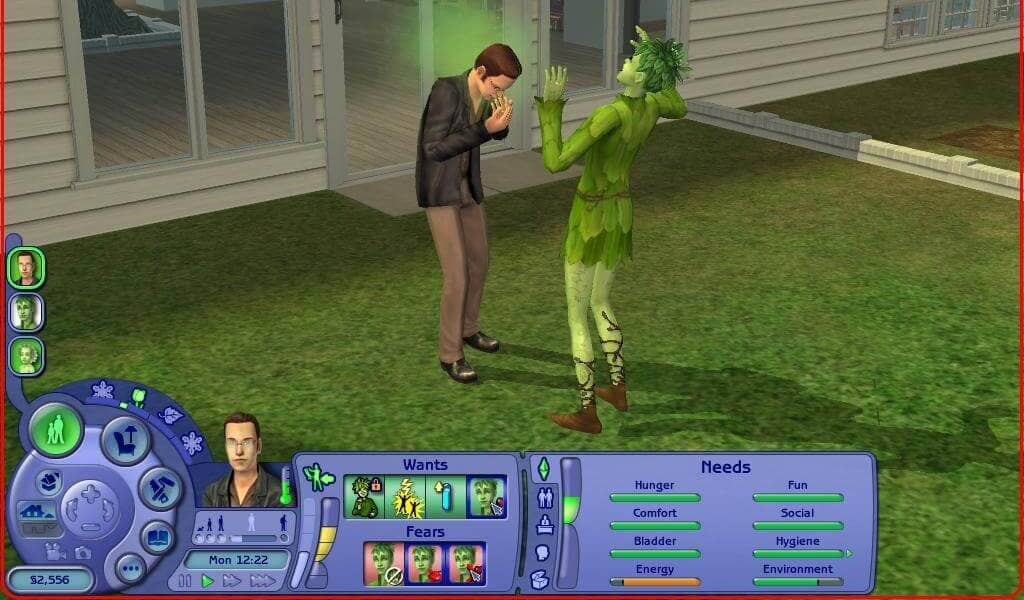 Wants
Needs
Hunger
Fun
Comfort
Social
Fears
Bladder
Hygiene
Mon 12:22
Energy
Environment
$2,556